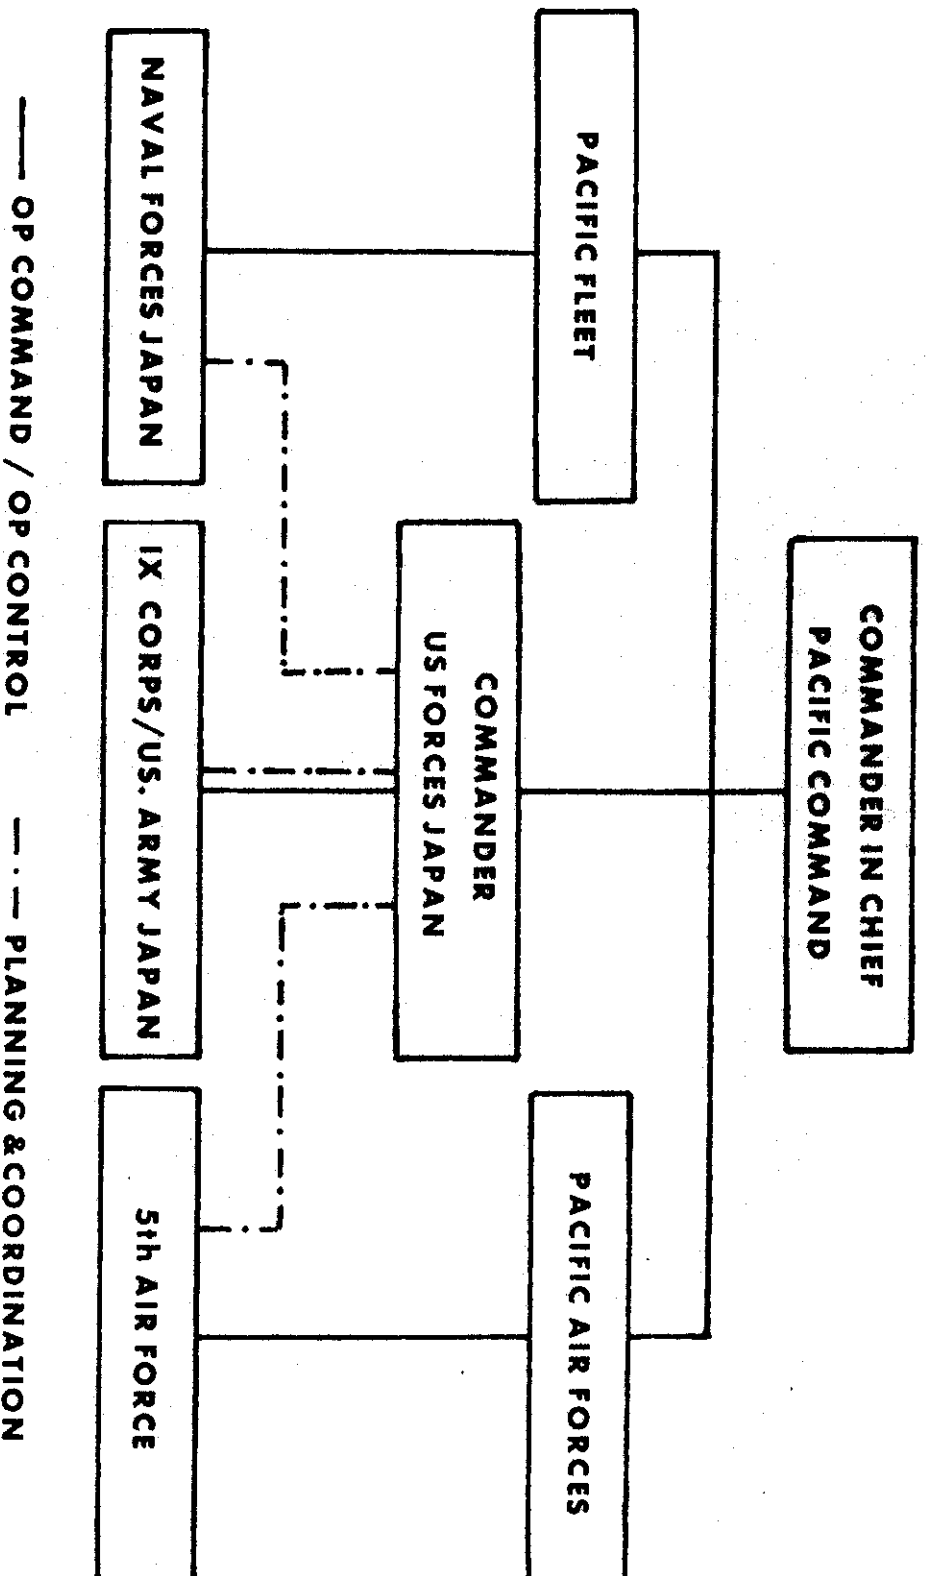 COMMANDER IN CHIEF
PACIFIC COMMAND
PACIFIC FLEET
PACIFIC AIR FORCES
COMMANDER
US FORCES JAPAN
NAVAL FORCES JAPAN
IX CORPS/US. ARMY JAPAN
5th AIR FORCE
OP COMMAND / OP CONTROL
PLANNING & COORDINATION